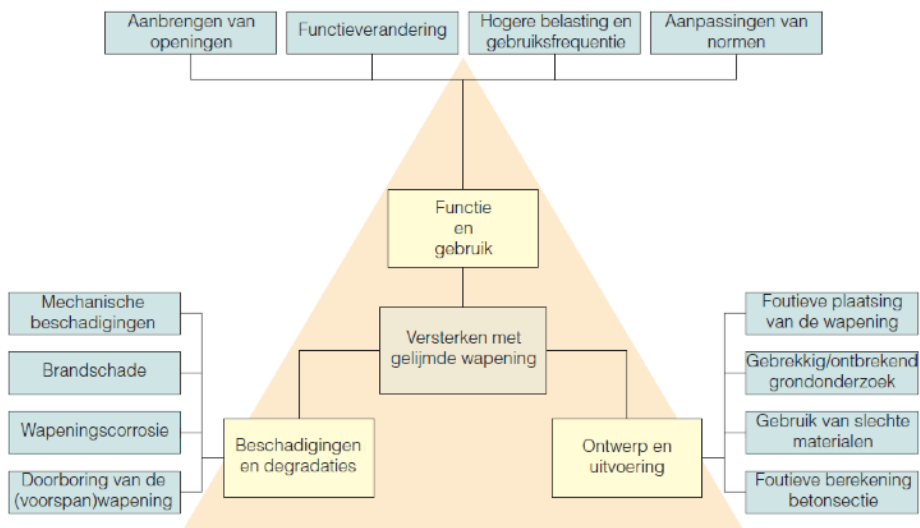 Aanbrengen van
openingen
Functieverandering
Hogere belasting en
gebruiksfrequentie
Aanpassingen van
normen
Functie
en
gebruik
Versterken met
gelijmde wapening
Mechanische
beschadigingen
Brandschade
Wapeningscorrosie
Doorboring van de
(voorspan)wapening
Beschadigingen
en degradaties
Ontwerp en
uitvoering
Foutieve plaatsing
van de wapening
Gebrekkig/ontbrekend
grondonderzoek
Gebruik van slechte
materialen
Foutieve berekening
betonsectie